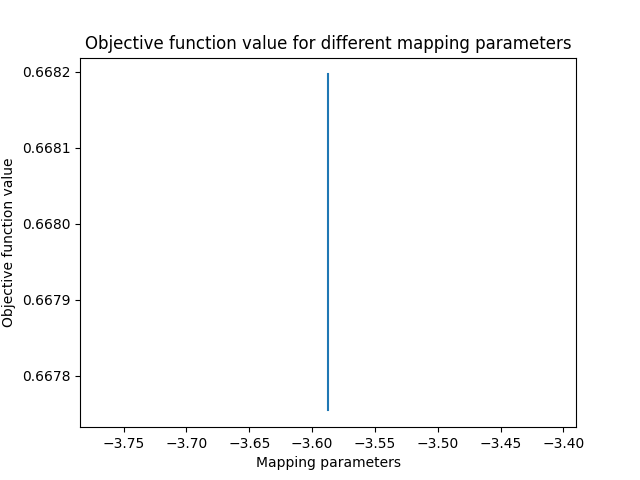 Objective function value for different mapping parameters
0.6682
0.6681
0.6680
0.6679
0.6678
Objective function value
−3.75 −3.70 −3.65 −3.60 −3.55 −3.50 −3.45 −3.40
Mapping parameters